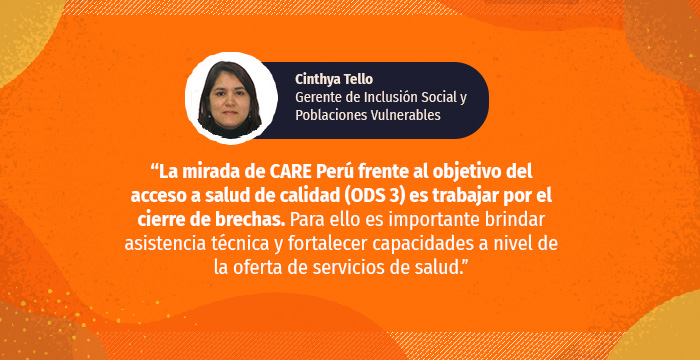 Cinthya Tello
Gerente de Inclusión Social y
Poblaciones Vulnerables
“La mirada de CARE Perú frente al objetivo del
acceso a salud de calidad (ODS 3) es trabajar por el
cierre de brechas. Para ello es importante brindar
asistencia técnica y fortalecer capacidades a nivel de
la oferta de servicios de salud.”